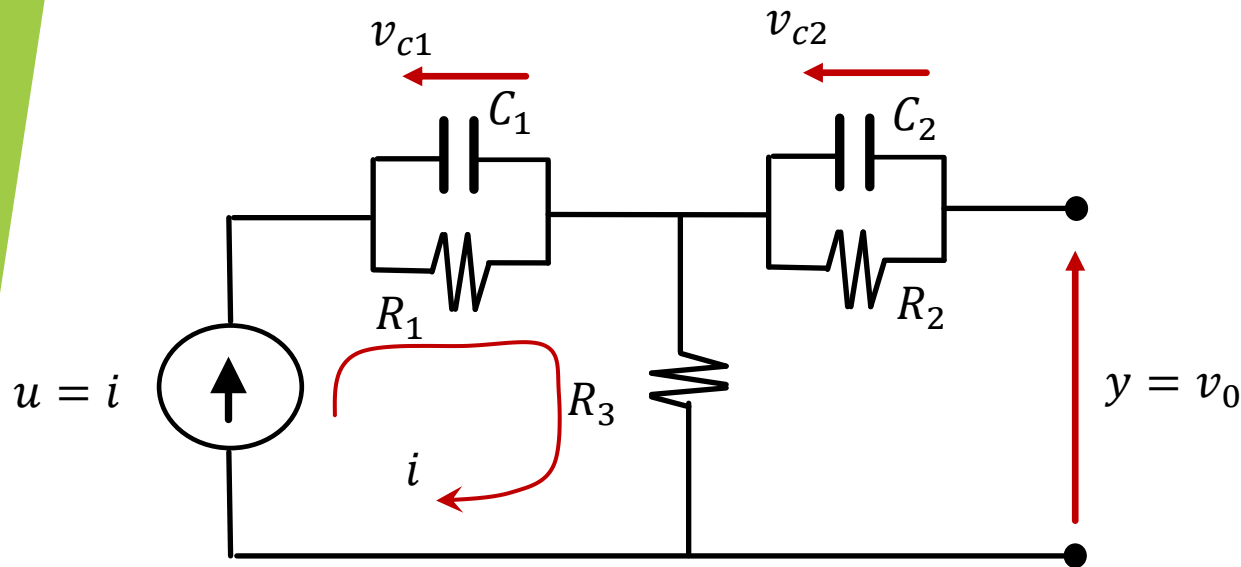 v_{c1}
v_{c2}
C_1
C_2
R_1
R_2
u = i
R_3
y = v_0
i